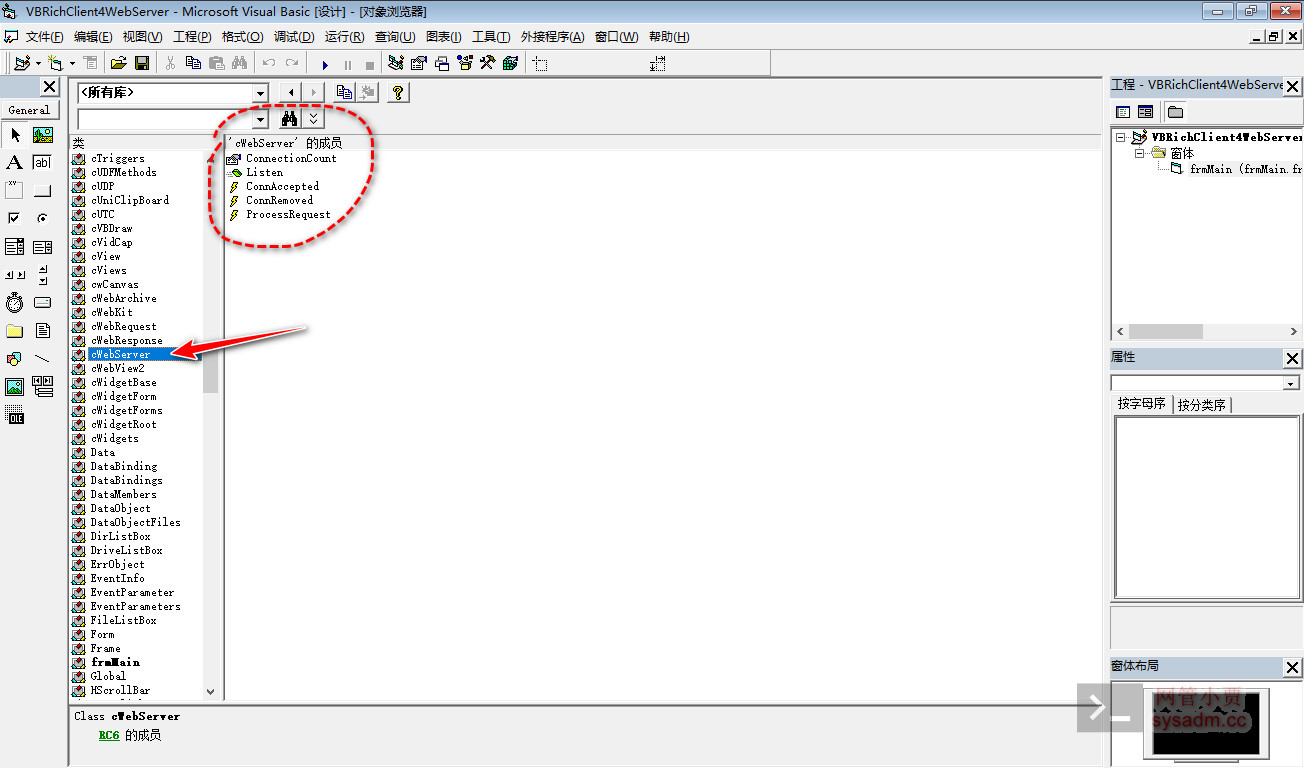 VBRichClient4WebServer - Microsoft Visual Basic [设计] - [对象浏览器]
文件(F) 编辑(E) 视图(V) 工程(P) 格式(O) 调试(D) 运行(R) 查询(U) 图表(I) 工具(T) 外接程序(A) 窗口(W) 帮助(H)
General
A
ab
xy
OLE
<所有库>
?
类
cTriggers
cUDFMethods
cUDP
cUniClipBoard
cUTC
cVBDraw
cVidCap
cView
cViews
cwCanvas
cWebArchive
cWebKit
cWebRequest
cWebResponse
cWebServer
cWebView2
cWidgetBase
cWidgetForm
cWidgetForms
cWidgetRoot
cWidgets
Data
DataBinding
DataBindings
DataMembers
DataObject
DataObjectFiles
DirListBox
DriveListBox
ErrObject
EventInfo
EventParameter
EventParameters
FileListBox
Form
Frame
frmMain
Global
HScrollBar
'cWebServer' 的成员
ConnectionCount
Listen
ConnAccepted
ConnRemoved
ProcessRequest
Class cWebServer
RC6 的成员
工程 - VBRichClient4WebServe
VBRichClient4WebServer
窗体
frmMain (frmMain.fr
属性
按字母序 按分类序
窗体布局
网管小贾
sysadm.cc